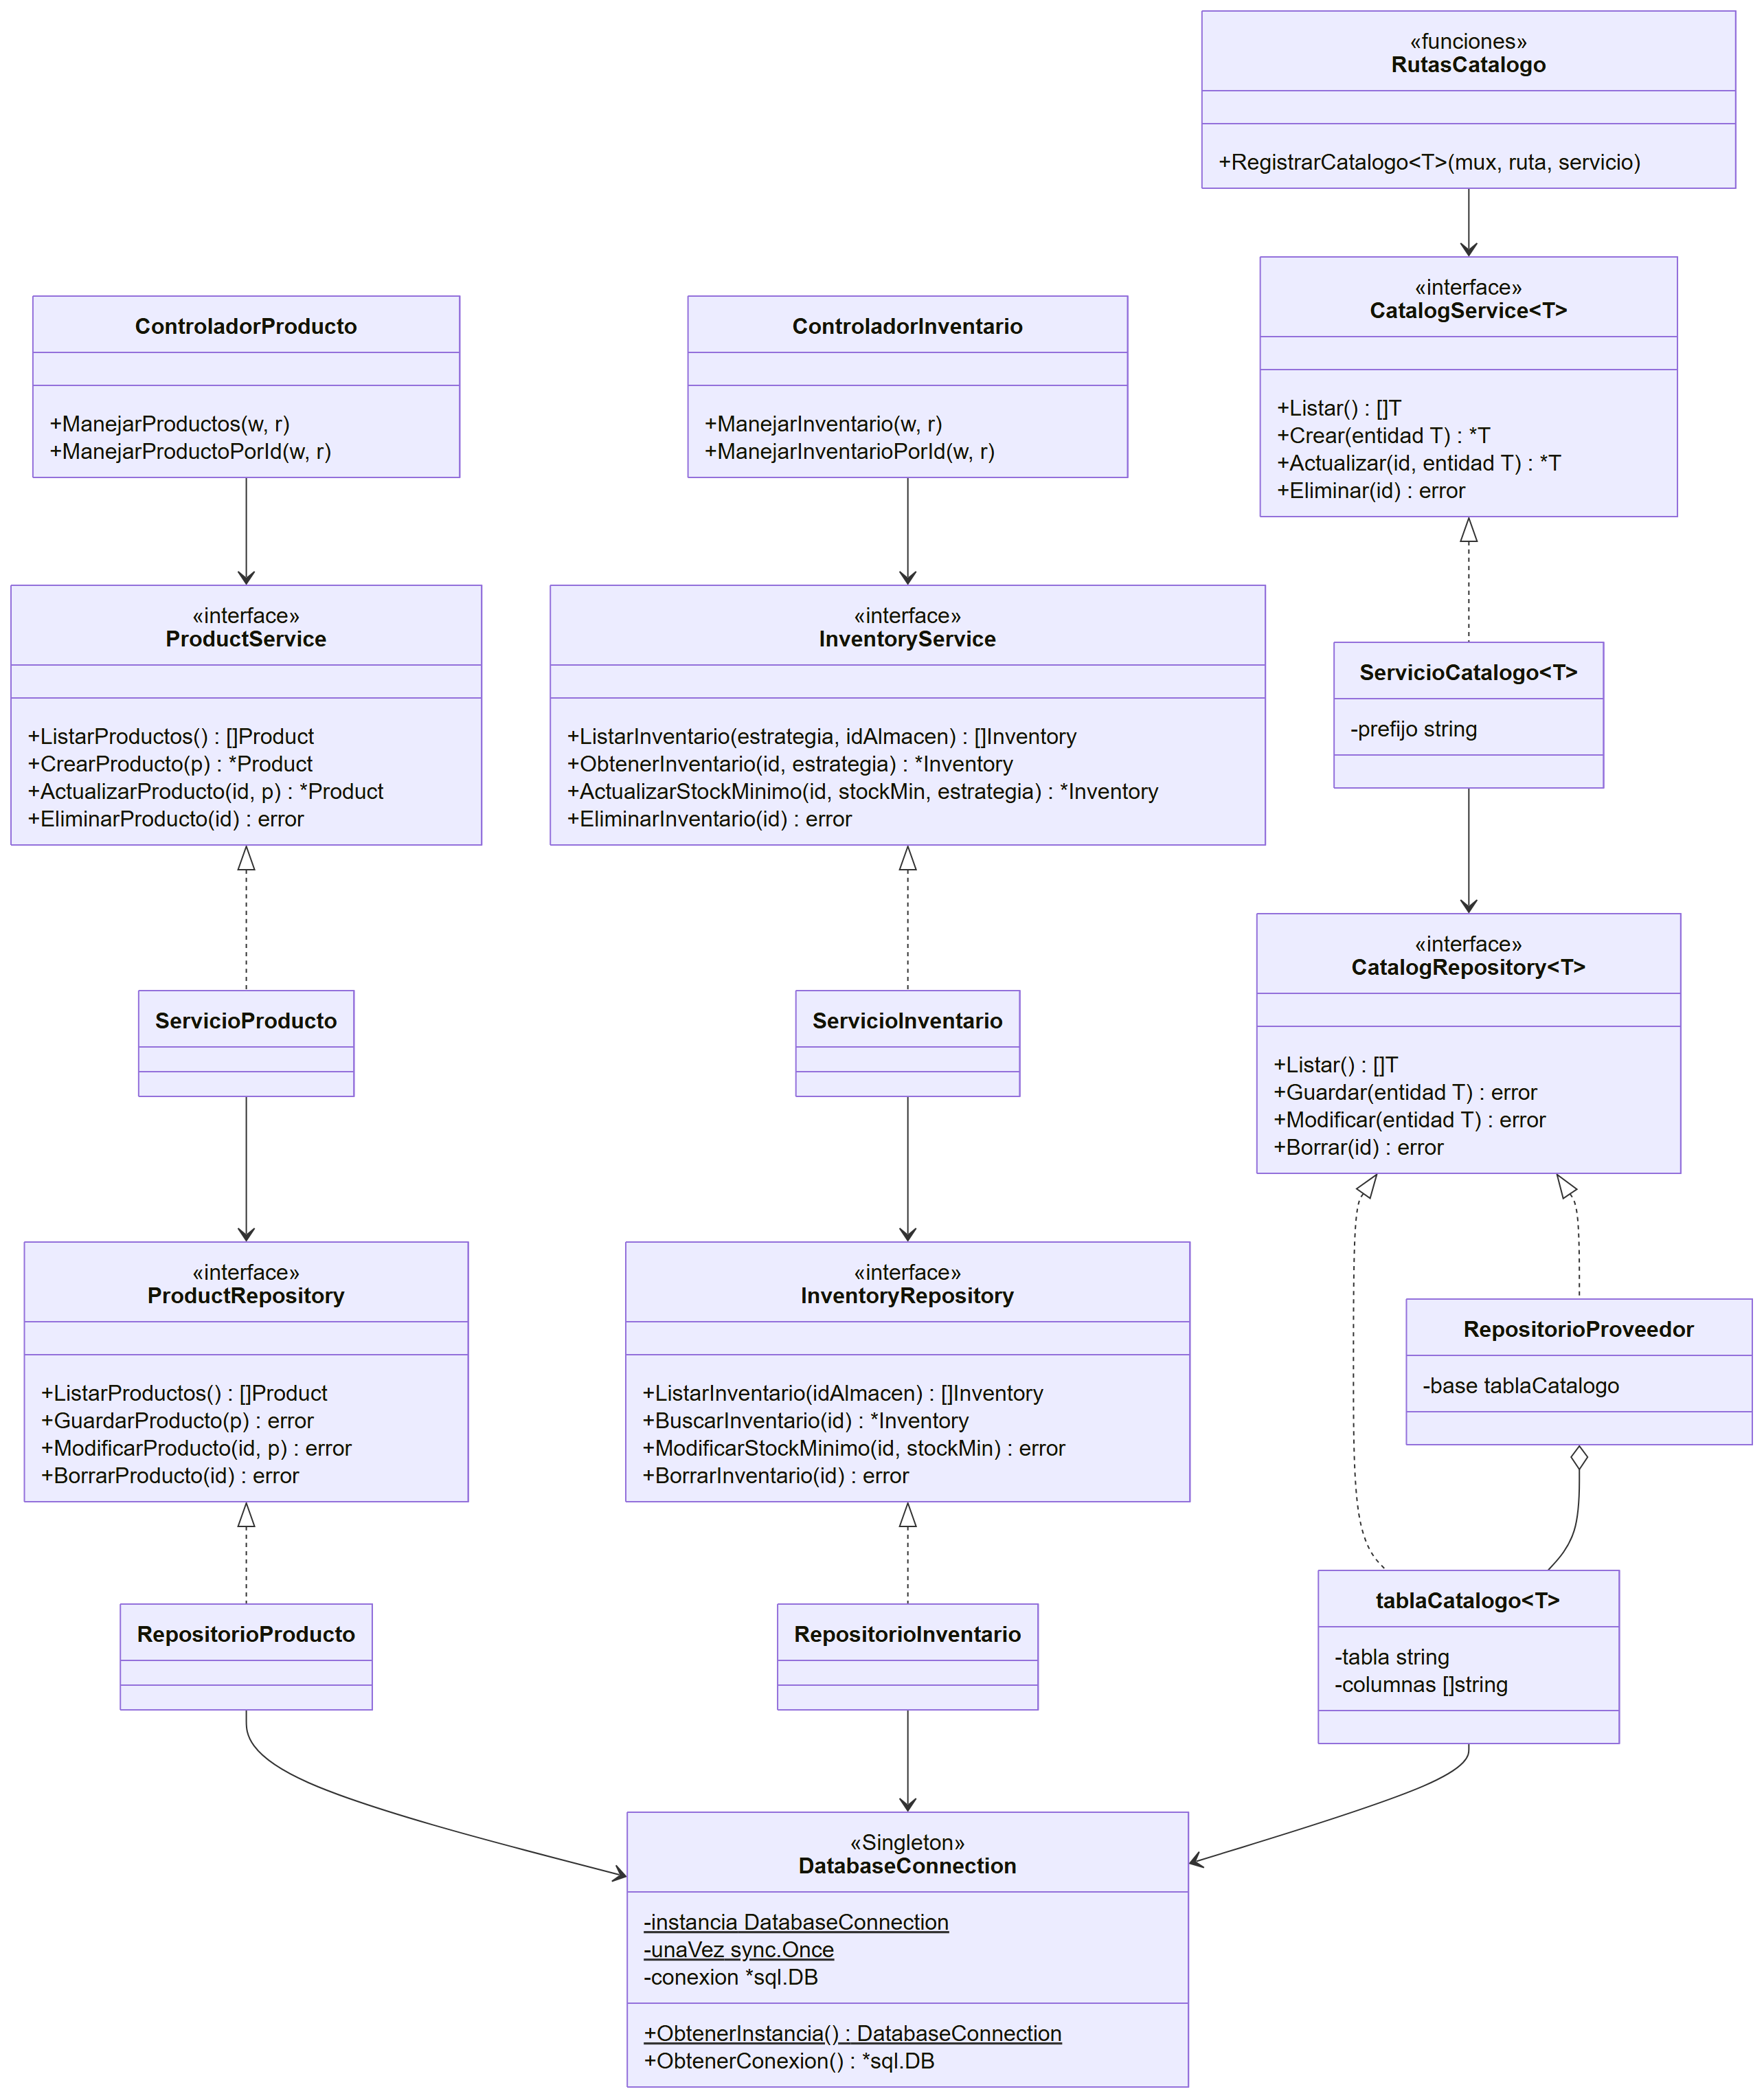 «funciones»
RutasCatalogo
+RegistrarCatalogo<T>(mux, ruta, servicio)
ControladorProducto
+ManejarProductos(w, r)
+ManejarProductoPorId(w, r)
ControladorInventario
+ManejarInventario(w, r)
+ManejarInventarioPorId(w, r)
«interface»
CatalogService<T>
+Listar() : []T
+Crear(entidad T) : *T
+Actualizar(id, entidad T) : *T
+Eliminar(id) : error
«interface»
ProductService
+ListarProductos() : []Product
+CrearProducto(p) : *Product
+ActualizarProducto(id, p) : *Product
+EliminarProducto(id) : error
«interface»
InventoryService
+ListarInventario(estrategia, idAlmacen) : []Inventory
+ObtenerInventario(id, estrategia) : *Inventory
+ActualizarStockMinimo(id, stockMin, estrategia) : *Inventory
+EliminarInventario(id) : error
ServicioCatalogo<T>
-prefijo string
ServicioProducto
ServicioInventario
«interface»
CatalogRepository<T>
+Listar() : []T
+Guardar(entidad T) : error
+Modificar(entidad T) : error
+Borrar(id) : error
«interface»
ProductRepository
+ListarProductos() : []Product
+GuardarProducto(p) : error
+ModificarProducto(id, p) : error
+BorrarProducto(id) : error
«interface»
InventoryRepository
+ListarInventario(idAlmacen) : []Inventory
+BuscarInventario(id) : *Inventory
+ModificarStockMinimo(id, stockMin) : error
+BorrarInventario(id) : error
RepositorioProveedor
-base tablaCatalogo
RepositorioProducto
RepositorioInventario
tablaCatalogo<T>
-tabla string
-columnas []string
«Singleton»
DatabaseConnection
-instancia DatabaseConnection
-unaVez sync.Once
-conexion *sql.DB
+ObtenerInstancia() : DatabaseConnection
+ObtenerConexion() : *sql.DB